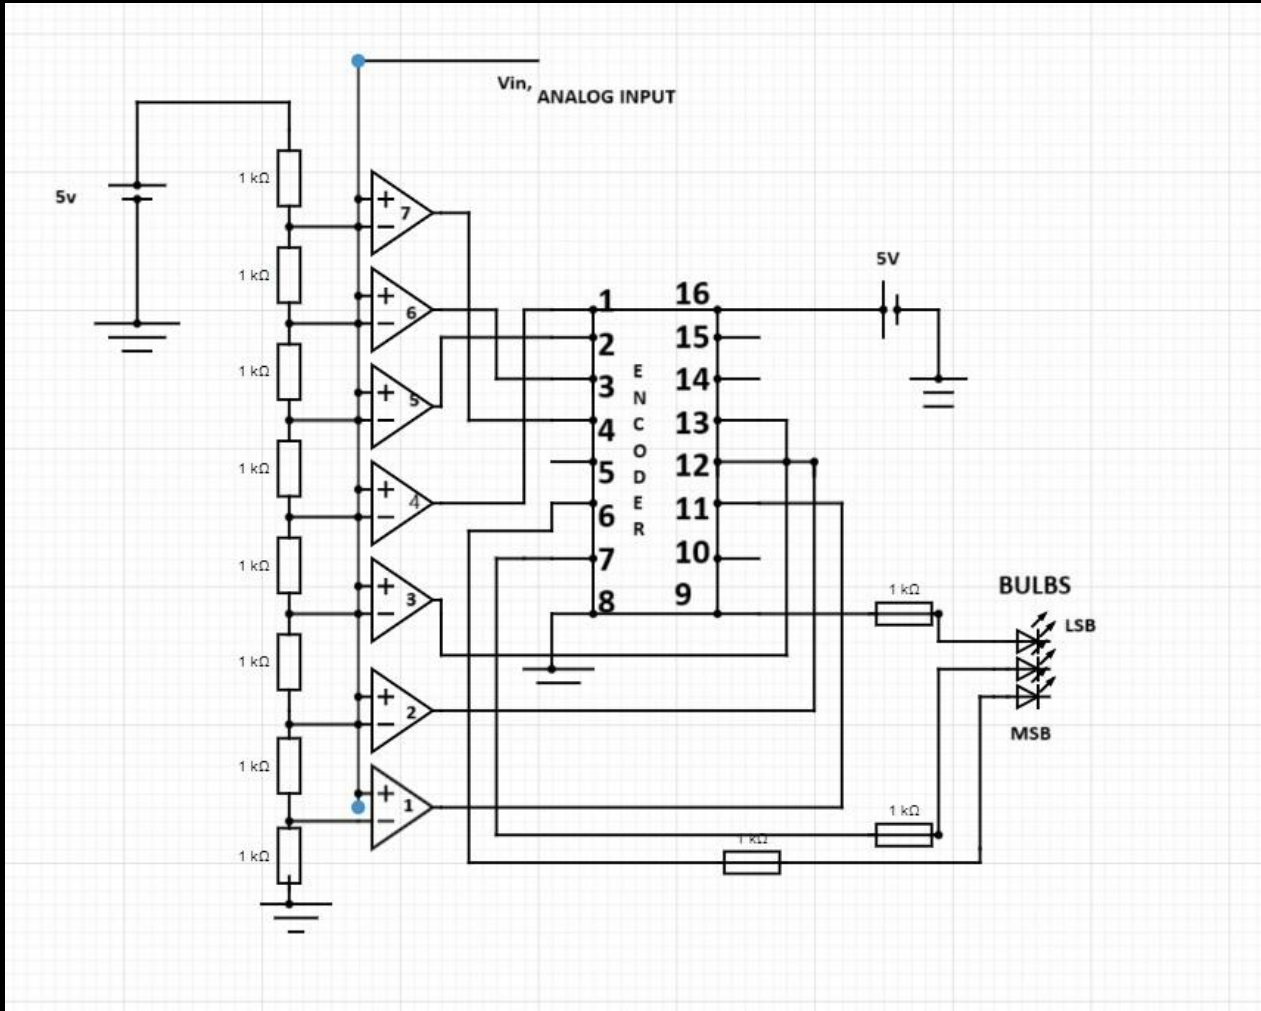 Vin, ANALOG INPUT
5v
1 kΩ
1 kΩ
1 kΩ
1 kΩ
1 kΩ
1 kΩ
1 kΩ
1 kΩ
+
−
7
+
−
6
+
−
5
+
−
4
+
−
3
+
−
2
+
−
1
1
2
3
4
5
6
7
8
ENCODER
16
15
14
13
12
11
10
9
5V
1 kΩ
BULBS
LSB
MSB
1 kΩ
1 kΩ